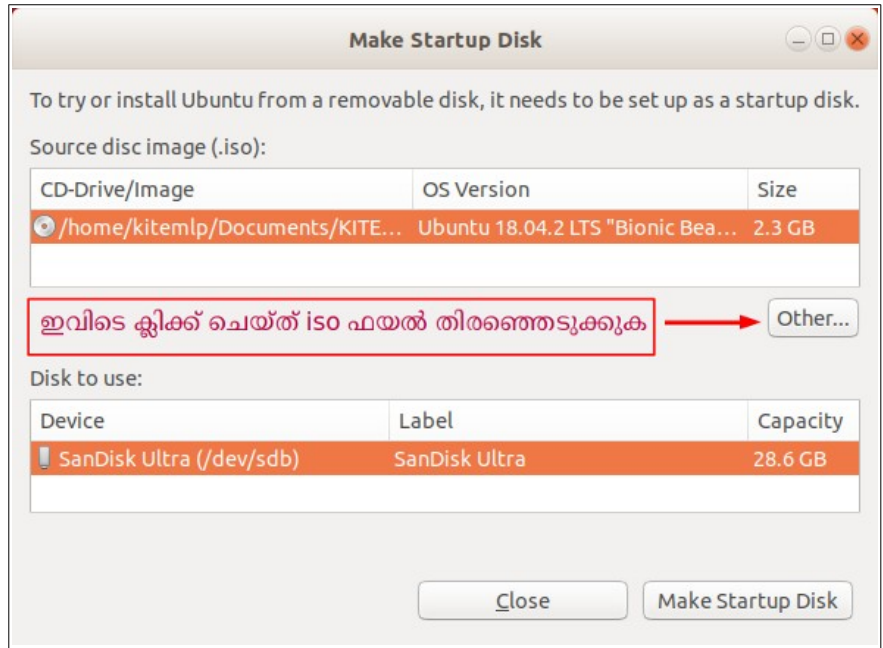 Make Startup Disk
To try or install Ubuntu from a removable disk, it needs to be set up as a startup disk.
Source disc image (.iso):
CD-Drive/Image OS Version Size
/home/kitemlp/Documents/KITE... Ubuntu 18.04.2 LTS "Bionic Bea... 2.3 GB
ഇവിടെ ക്ലിക്ക് ചെയ്ത് iso ഫയൽ തിരഞ്ഞെടുക്കുക Other...
Disk to use:
Device Label Capacity
SanDisk Ultra (/dev/sdb) SanDisk Ultra 28.6 GB
Close Make Startup Disk